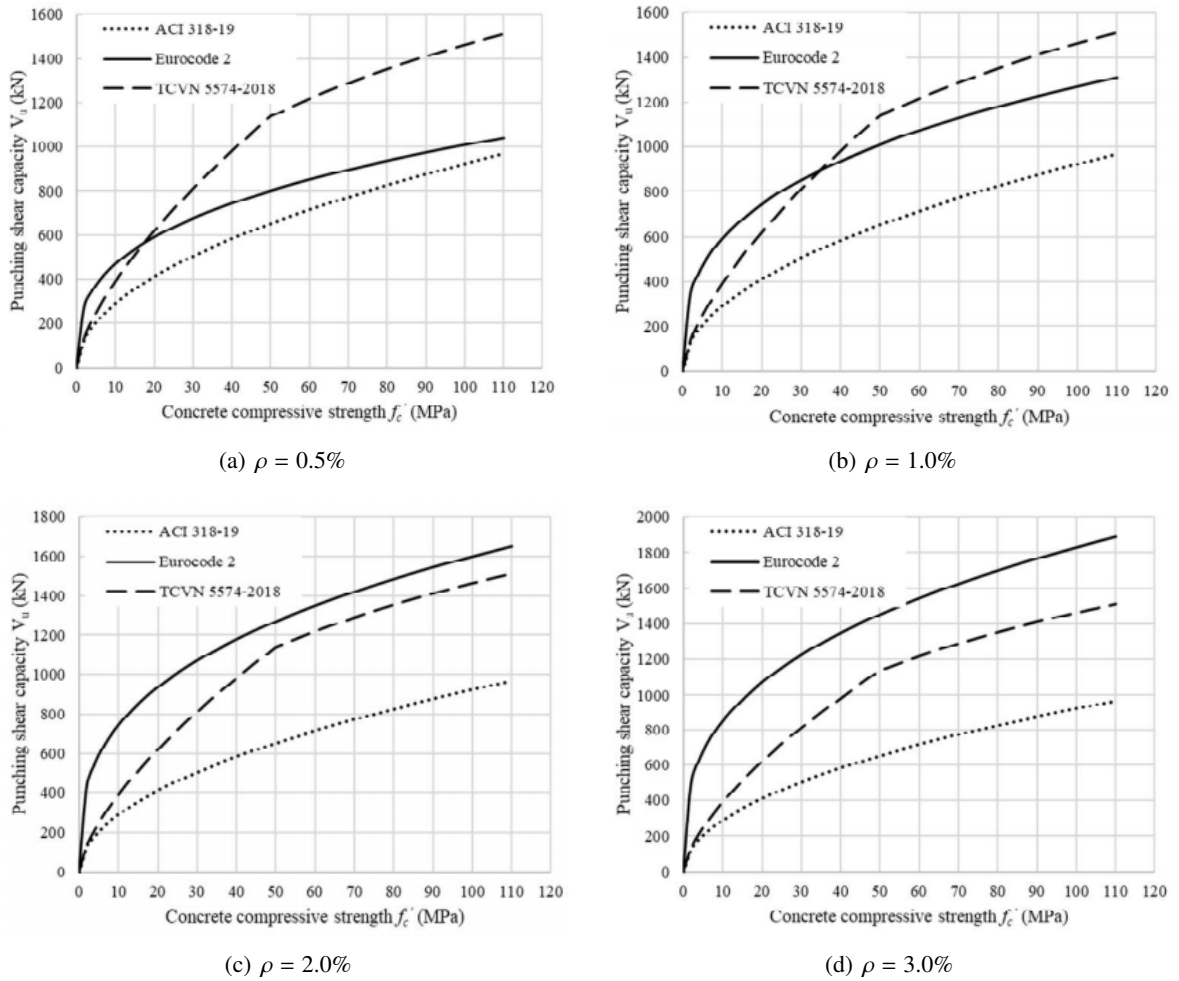 1600
1400
1200
1000
800
600
400
200
0
Punching shear capacity V_u (kN)
ACI 318-19
Eurocode 2
TCVN 5574-2018
0 10 20 30 40 50 60 70 80 90 100 110 120
Concrete compressive strength f_c' (MPa)
(a) ρ = 0.5%
1600
1400
1200
1000
800
600
400
200
0
Punching shear capacity V_u (kN)
ACI 318-19
Eurocode 2
TCVN 5574-2018
0 10 20 30 40 50 60 70 80 90 100 110 120
Concrete compressive strength f_c' (MPa)
(b) ρ = 1.0%
1800
1600
1400
1200
1000
800
600
400
200
0
Punching shear capacity V_u (kN)
ACI 318-19
Eurocode 2
TCVN 5574-2018
0 10 20 30 40 50 60 70 80 90 100 110 120
Concrete compressive strength f_c' (MPa)
(c) ρ = 2.0%
2000
1800
1600
1400
1200
1000
800
600
400
200
0
Punching shear capacity V_u (kN)
ACI 318-19
Eurocode 2
TCVN 5574-2018
0 10 20 30 40 50 60 70 80 90 100 110 120
Concrete compressive strength f_c' (MPa)
(d) ρ = 3.0%